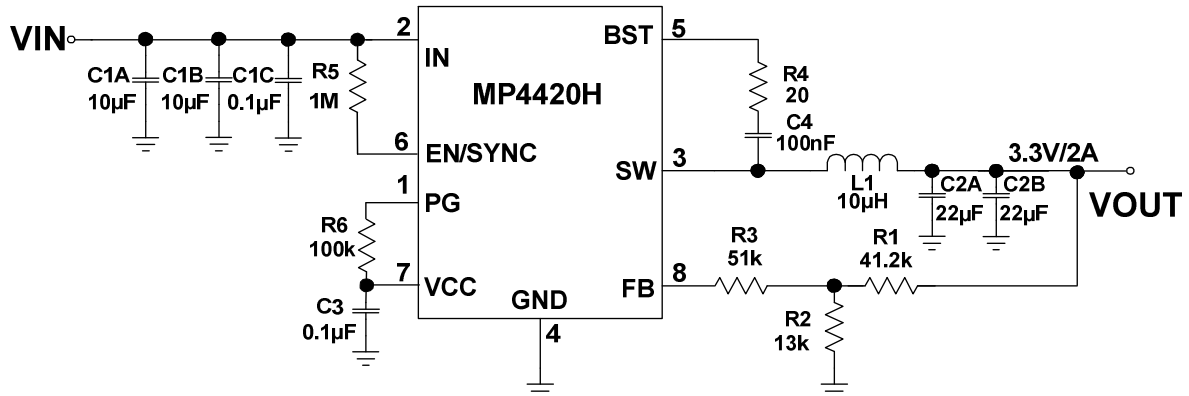 VIN
C1A
10µF
C1B
10µF
C1C
0.1µF
R5
1M
2
IN
6
EN/SYNC
1
PG
R6
100k
7
VCC
C3
0.1µF
MP4420H
GND
4
BST
5
R4
20
C4
100nF
SW
3
L1
10µH
C2A
22µF
C2B
22µF
3.3V/2A
VOUT
FB
8
R3
51k
R1
41.2k
R2
13k